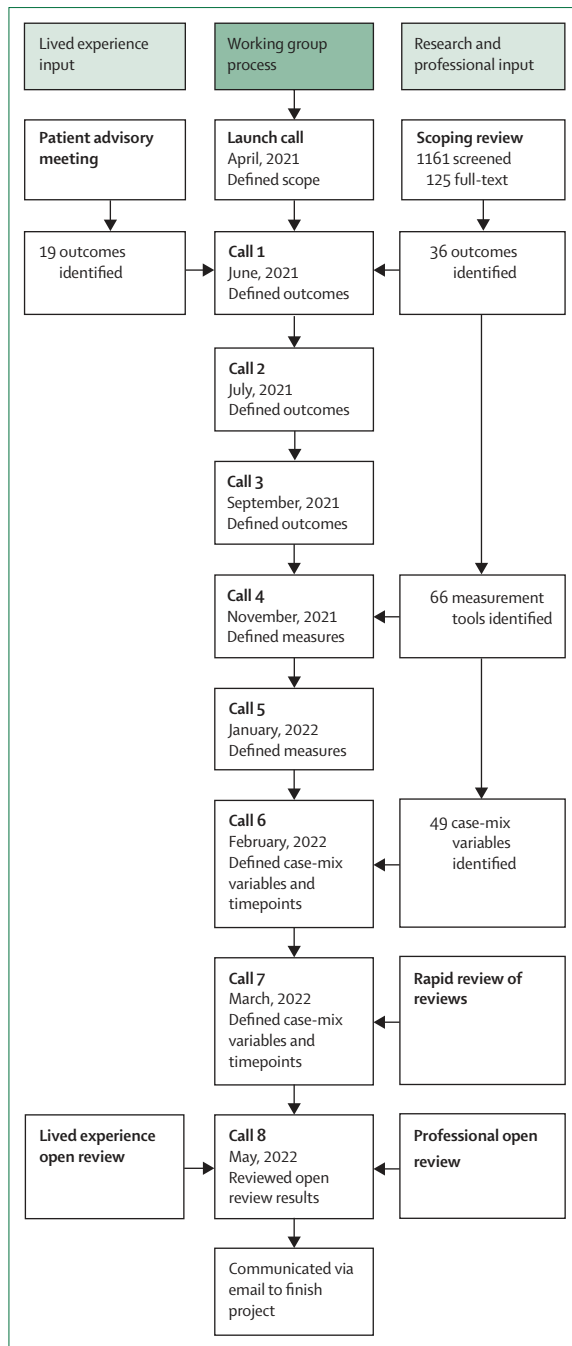 Lived experience
input
Working group
process
Research and
professional input
Patient advisory
meeting
Launch call
April, 2021
Defined scope
Scoping review
1161 screened
125 full-text
19 outcomes
identified
Call 1
June, 2021
Defined outcomes
36 outcomes
identified
Call 2
July, 2021
Defined outcomes
Call 3
September, 2021
Defined outcomes
Call 4
November, 2021
Defined measures
66 measurement
tools identified
Call 5
January, 2022
Defined measures
Call 6
February, 2022
Defined case-mix
variables and
timepoints
49 case-mix
variables
identified
Call 7
March, 2022
Defined case-mix
variables and
timepoints
Rapid review of
reviews
Lived experience
open review
Call 8
May, 2022
Reviewed open
review results
Professional open
review
Communicated via
email to finish
project